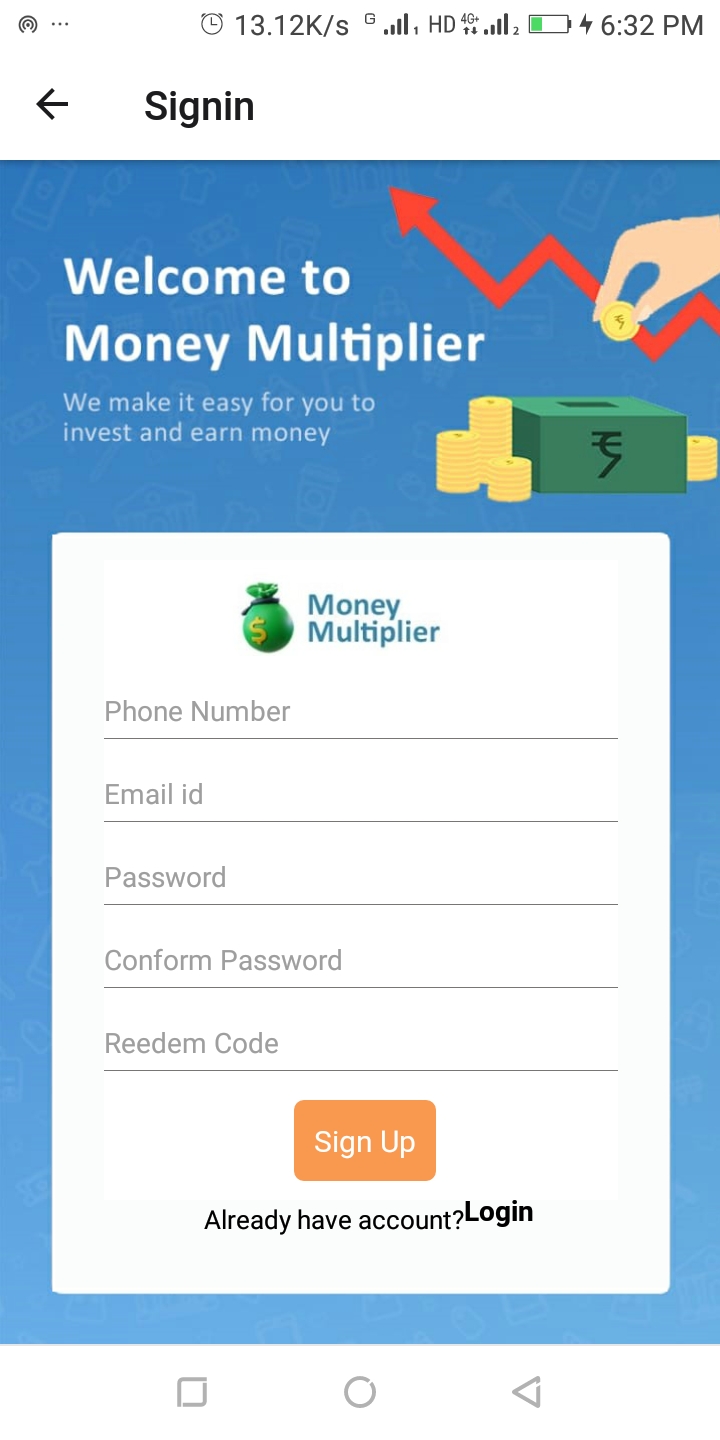 13.12K/s G 1 HD 4G+ 2 6:32 PM
Signin
Welcome to
Money Multiplier
We make it easy for you to
invest and earn money
₹
₹
$
Money
Multiplier
Phone Number
Email id
Password
Conform Password
Reedem Code
Sign Up
Already have account?Login